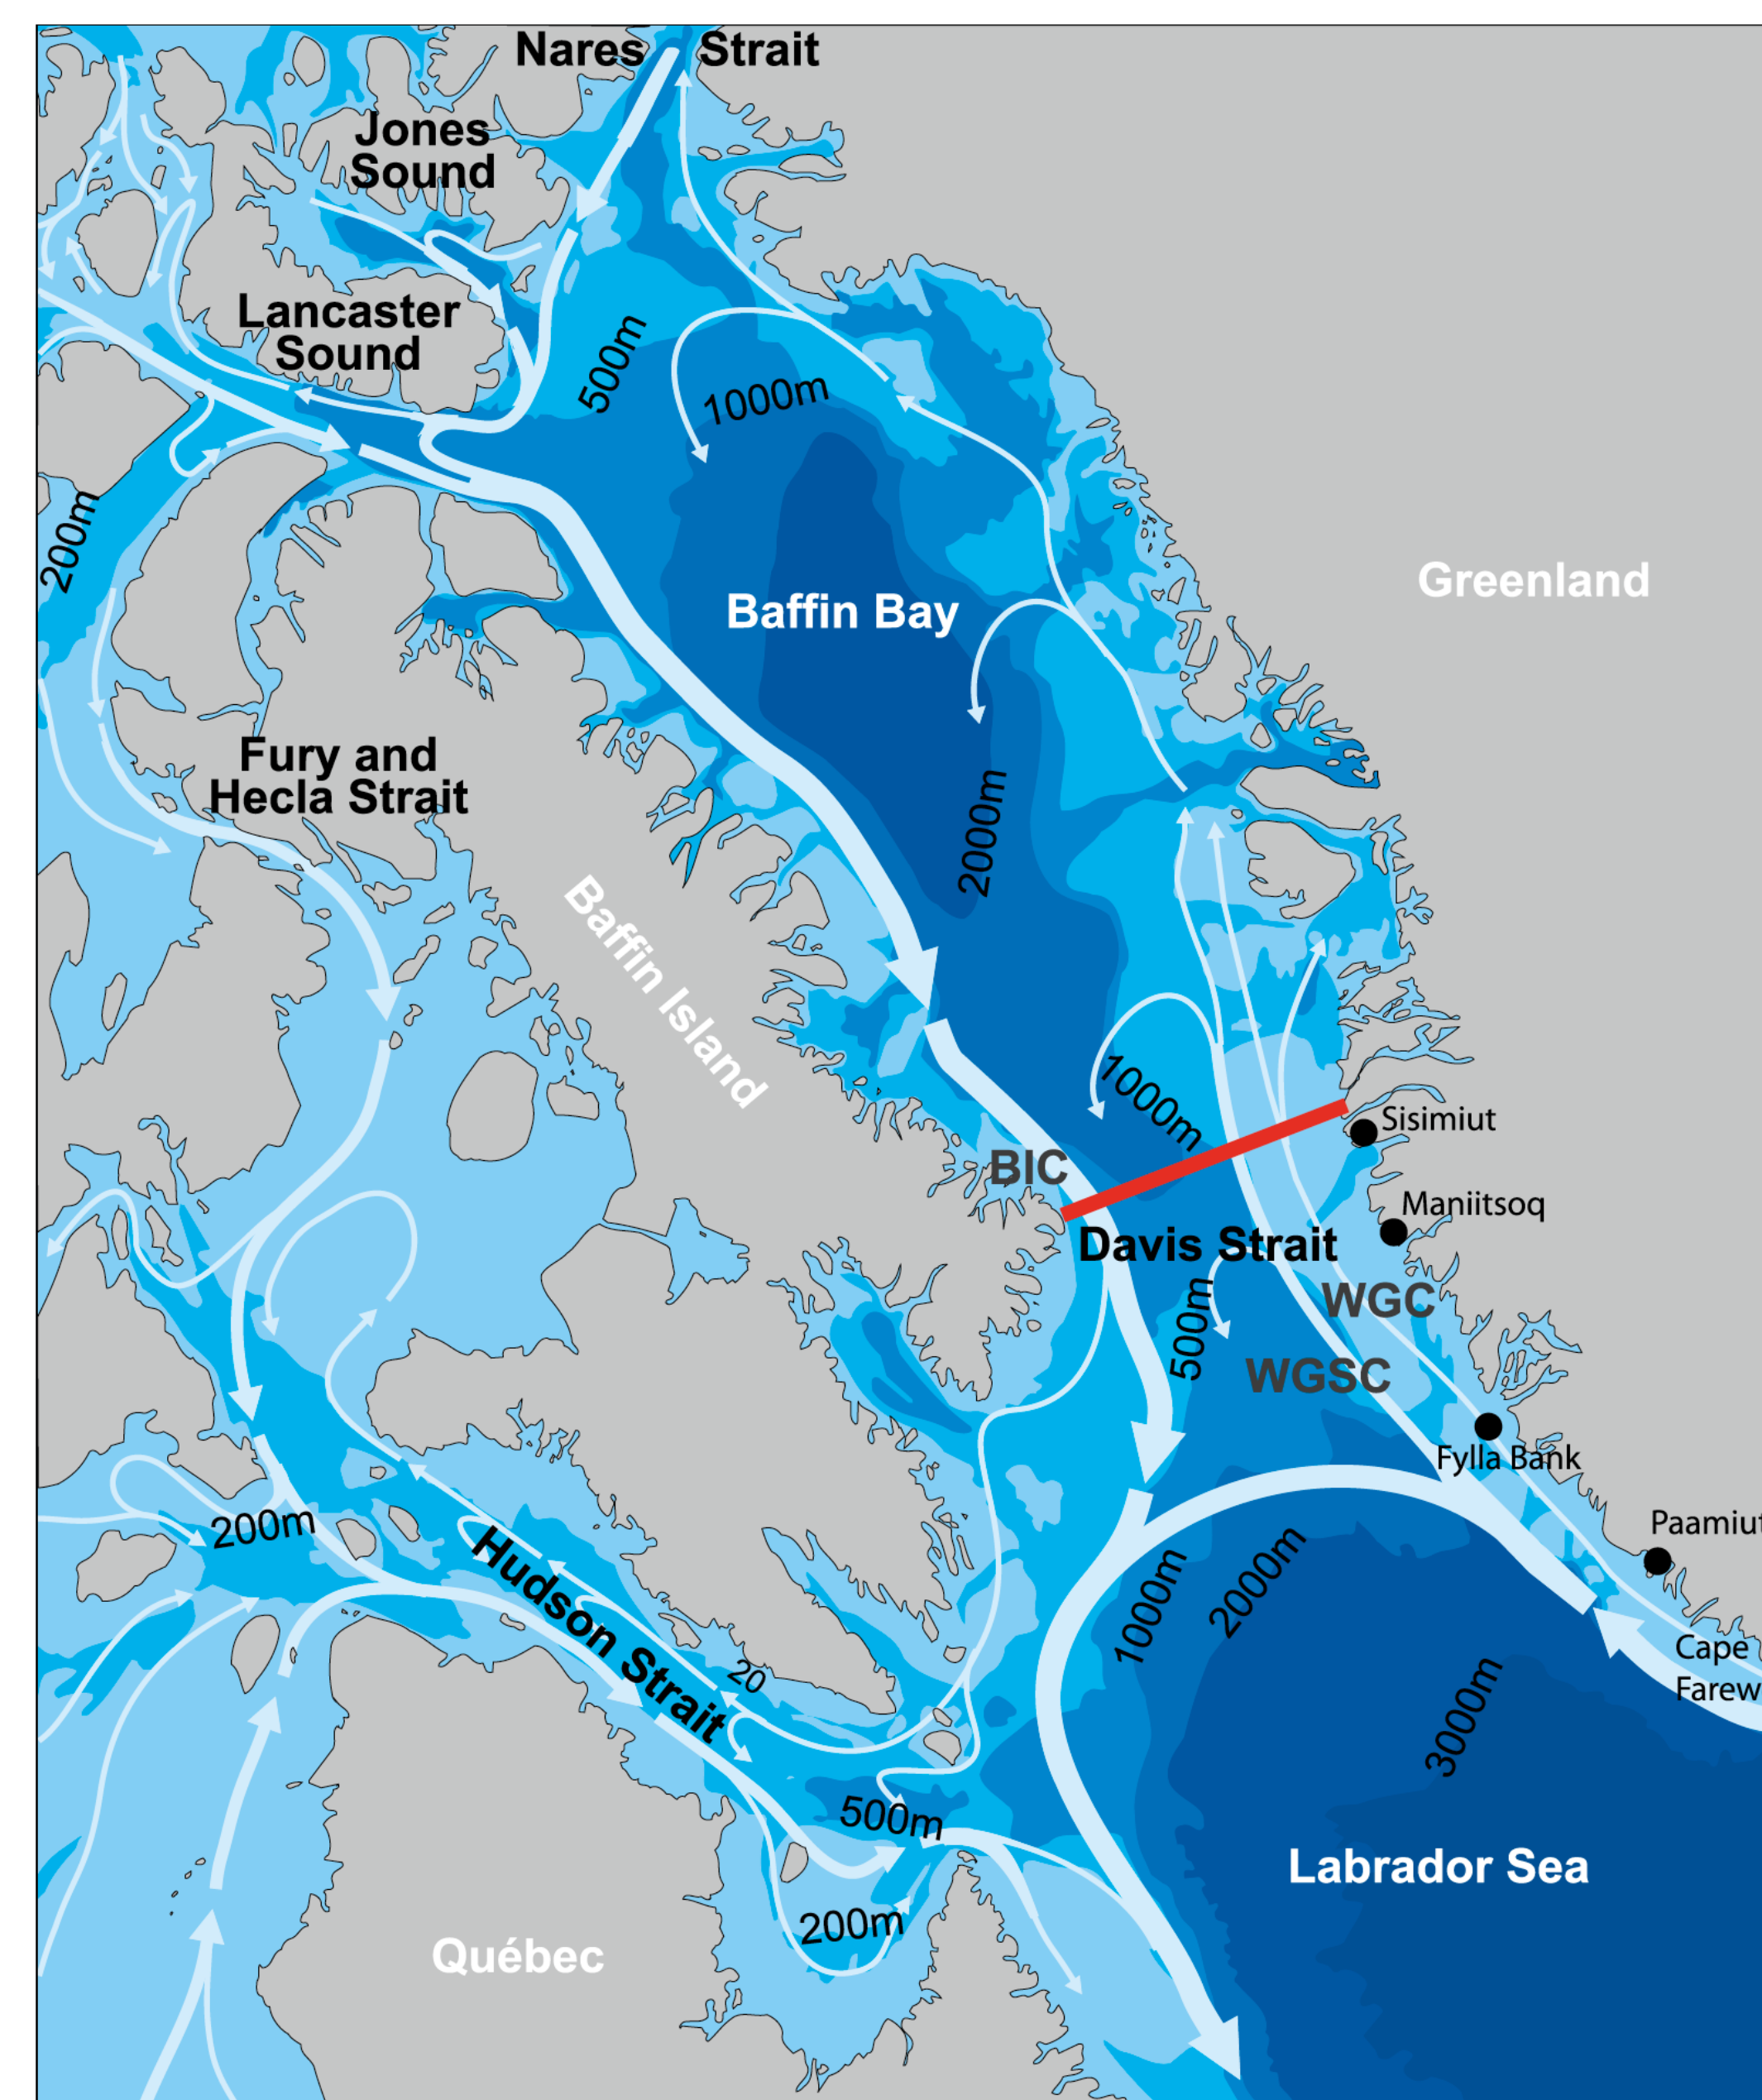 Nares Strait
Jones
Sound
Lancaster
Sound
500m
1000m
200m
Greenland
Baffin Bay
Fury and
Hecla Strait
2000m
Baffin Island
1000m
Sisimiut
BIC
Maniitsoq
Davis Strait
WGC
500m
WGSC
Fylla Bank
200m
Paamiut
Hudson Strait
1000m
2000m
Cape
Farew
20
3000m
500m
Labrador Sea
200m
Québec